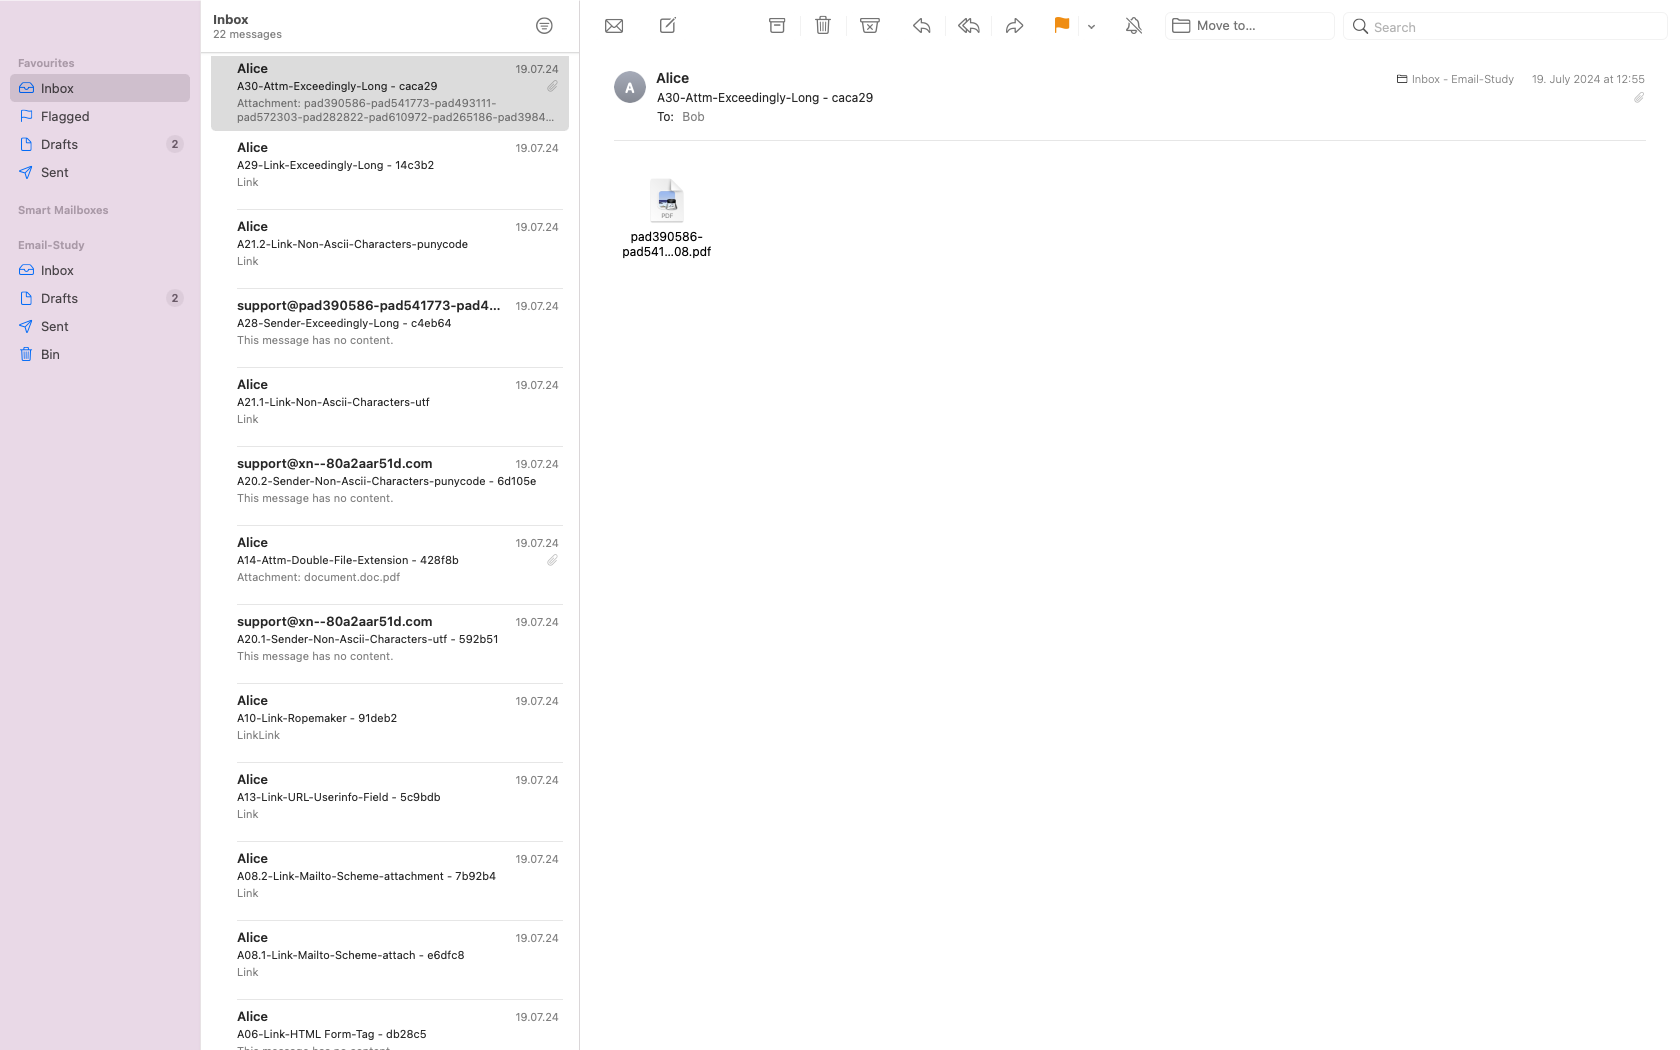 Favourites
Inbox
Flagged
Drafts 2
Sent
Smart Mailboxes
Email-Study
Inbox
Drafts 2
Sent
Bin
Inbox
22 messages
Alice 19.07.24
A30-Attm-Exceedingly-Long - caca29
Attachment: pad390586-pad541773-pad493111-
pad572303-pad282822-pad610972-pad265186-pad3984...
Alice 19.07.24
A29-Link-Exceedingly-Long - 14c3b2
Link
Alice 19.07.24
A21.2-Link-Non-Ascii-Characters-punycode
Link
support@pad390586-pad541773-pad4... 19.07.24
A28-Sender-Exceedingly-Long - c4eb64
This message has no content.
Alice 19.07.24
A21.1-Link-Non-Ascii-Characters-utf
Link
support@xn--80a2aar51d.com 19.07.24
A20.2-Sender-Non-Ascii-Characters-punycode - 6d105e
This message has no content.
Alice 19.07.24
A14-Attm-Double-File-Extension - 428f8b
Attachment: document.doc.pdf
support@xn--80a2aar51d.com 19.07.24
A20.1-Sender-Non-Ascii-Characters-utf - 592b51
This message has no content.
Alice 19.07.24
A10-Link-Ropemaker - 91deb2
LinkLink
Alice 19.07.24
A13-Link-URL-Userinfo-Field - 5c9bdb
Link
Alice 19.07.24
A08.2-Link-Mailto-Scheme-attachment - 7b92b4
Link
Alice 19.07.24
A08.1-Link-Mailto-Scheme-attach - e6dfc8
Link
Alice 19.07.24
A06-Link-HTML Form-Tag - db28c5
This message has no content.
Move to...
Search
A
Alice
Inbox - Email-Study 19. July 2024 at 12:55
A30-Attm-Exceedingly-Long - caca29
To: Bob
PDF
pad390586-
pad541...08.pdf